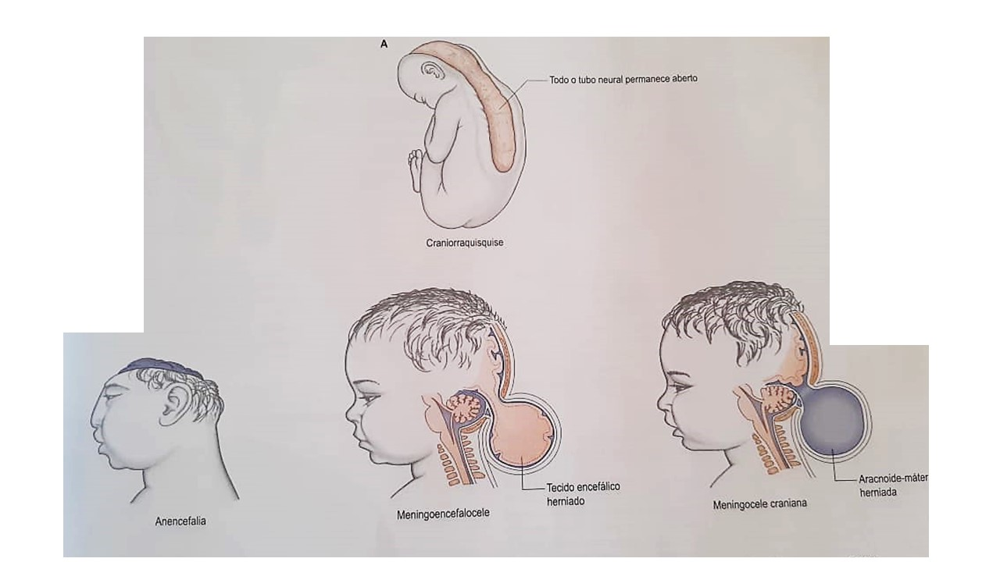 A
Todo o tubo neural permanece aberto
Craniorraquisquise
Tecido encefálico
herniado
Aracnoide-máter
herniada
Anencefalia
Meningoencefalocele
Meningocele craniana